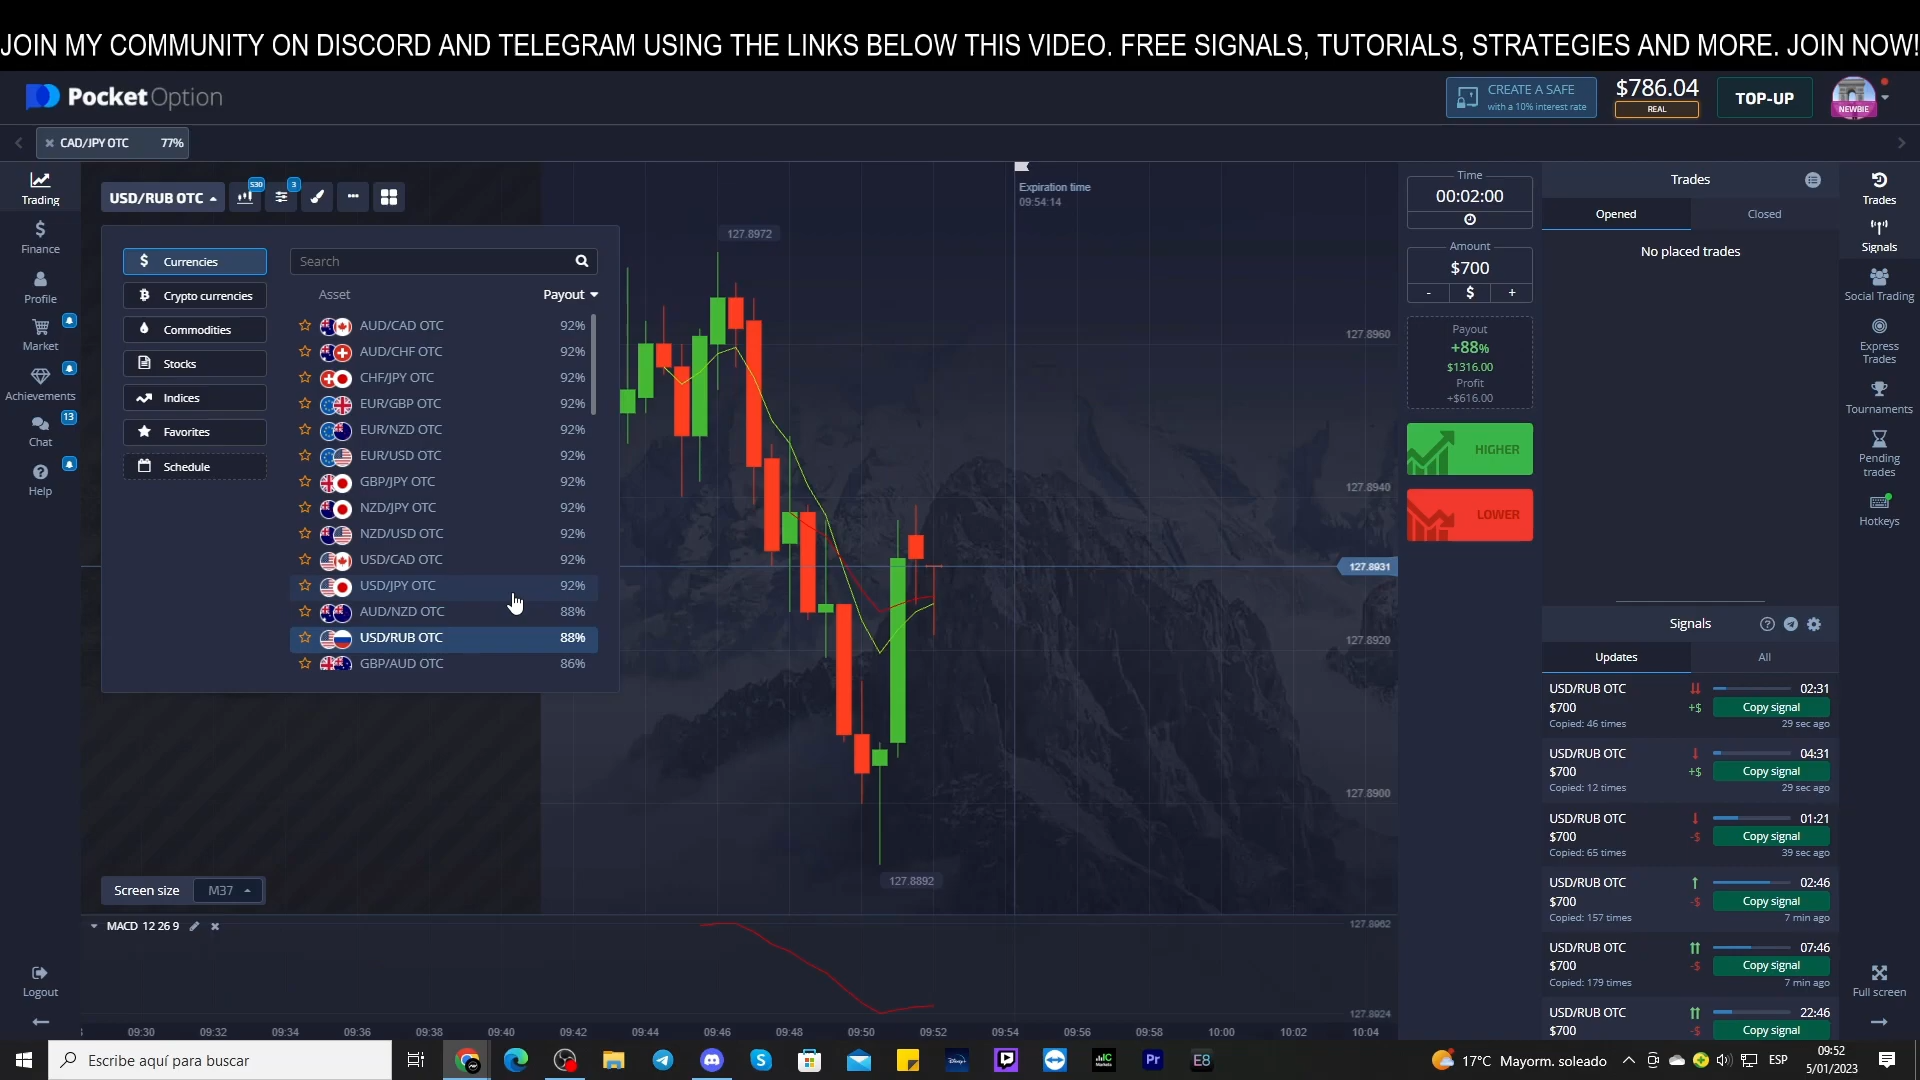 JOIN MY COMMUNITY ON DISCORD AND TELEGRAM USING THE LINKS BELOW THIS VIDEO. FREE SIGNALS, TUTORIALS, STRATEGIES AND MORE. JOIN NOW!
PocketOption
CREATE A SAFE
with a 10% interest rate
$786.04
REAL
TOP-UP
NEWBIE
CAD/JPY OTC 77%
Trading
Finance
Profile
Market
Achievements
Chat
13
Help
Logout
USD/RUB OTC
S30
3
Currencies
Crypto currencies
Commodities
Stocks
Indices
Favorites
Schedule
Search
Asset Payout
AUD/CAD OTC 92%
AUD/CHF OTC 92%
CHF/JPY OTC 92%
EUR/GBP OTC 92%
EUR/NZD OTC 92%
EUR/USD OTC 92%
GBP/JPY OTC 92%
NZD/JPY OTC 92%
NZD/USD OTC 92%
USD/CAD OTC 92%
USD/JPY OTC 92%
AUD/NZD OTC 88%
USD/RUB OTC 88%
GBP/AUD OTC 86%
Screen size M37
127.8972
Expiration time
09:54:14
127.8960
127.8940
127.8931
127.8920
127.8900
127.8892
MACD 12 26 9
127.8962
127.8924
09:30 09:32 09:34 09:36 09:38 09:40 09:42 09:44 09:46 09:48 09:50 09:52 09:54 09:56 09:58 10:00 10:02 10:04
Time
00:02:00
Amount
$700
- $ +
Payout
+88%
$1316.00
Profit
+$616.00
HIGHER
LOWER
Trades
Opened Closed
No placed trades
Signals
Updates All
USD/RUB OTC 02:31
$700 +$ Copy signal
Copied: 46 times 29 sec ago
USD/RUB OTC 04:31
$700 +$ Copy signal
Copied: 12 times 29 sec ago
USD/RUB OTC 01:21
$700 -$ Copy signal
Copied: 65 times 39 sec ago
USD/RUB OTC 02:46
$700 -$ Copy signal
Copied: 157 times 7 min ago
USD/RUB OTC 07:46
$700 -$ Copy signal
Copied: 179 times 7 min ago
USD/RUB OTC 22:46
$700 -$ Copy signal
Trades
Signals
Social Trading
Express
Trades
Tournaments
Pending
trades
Hotkeys
Full screen
Escribe aquí para buscar
Pr
E8
17°C Mayorm. soleado
ESP
09:52
5/01/2023